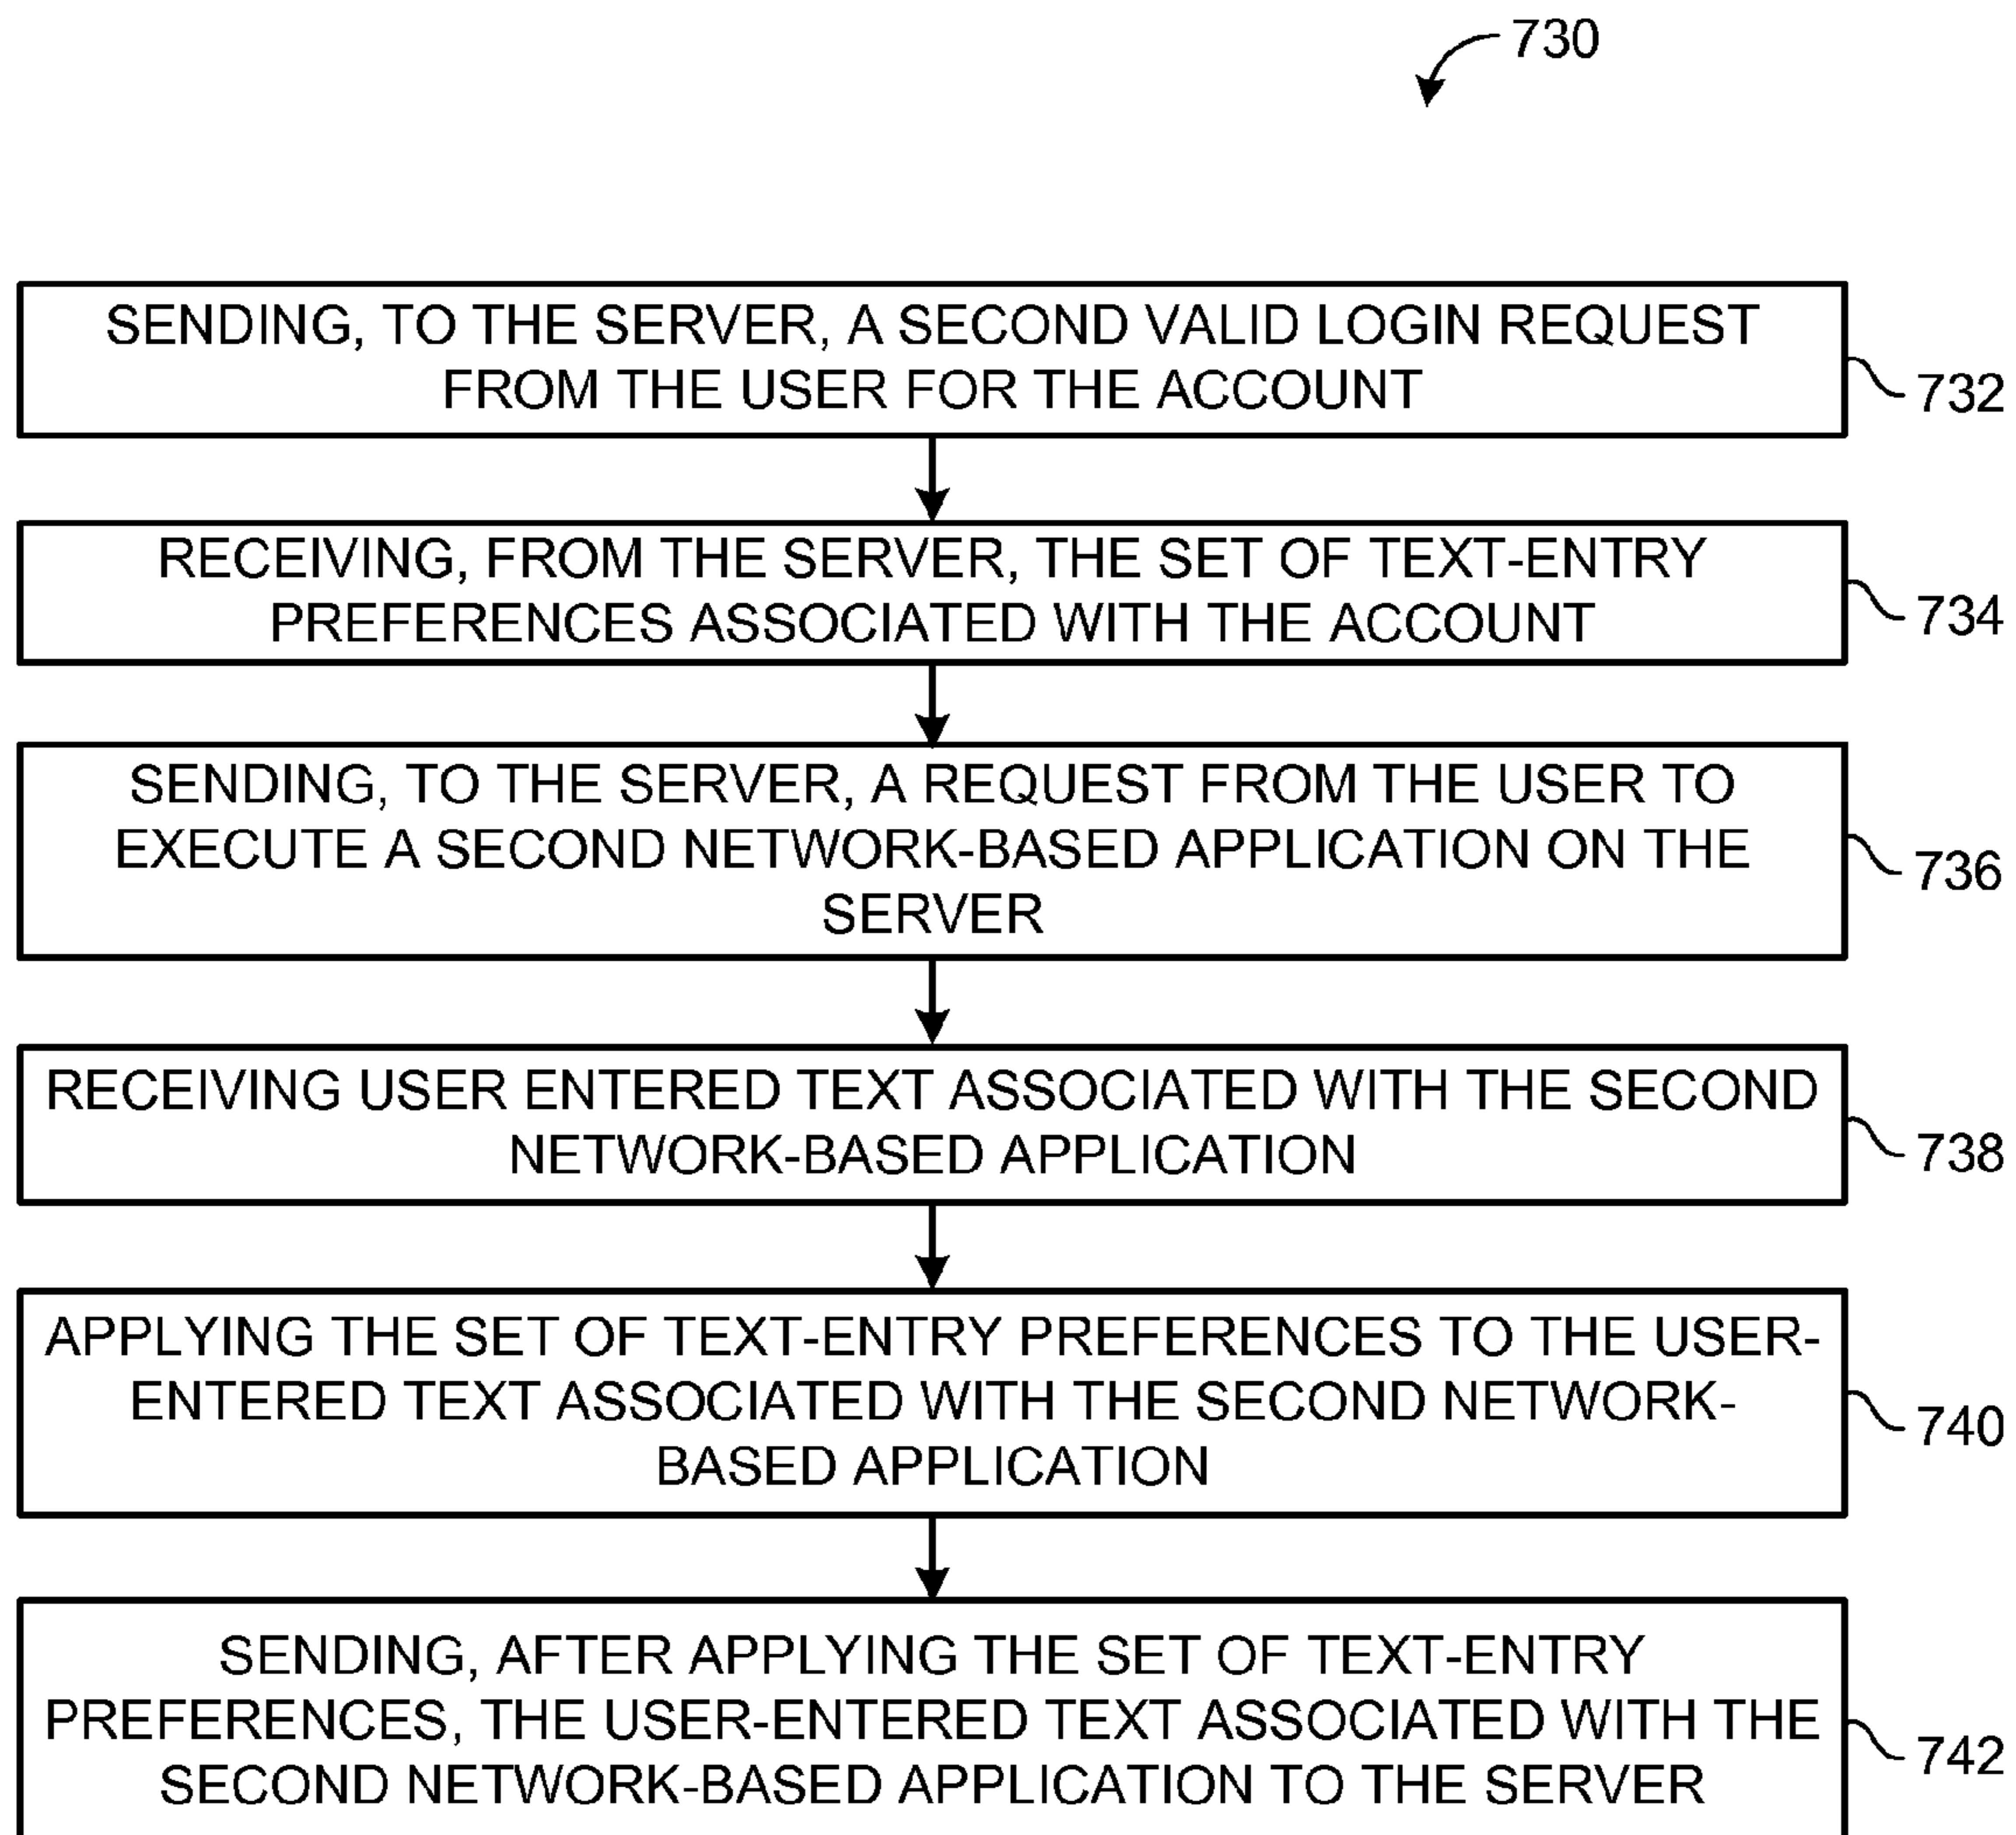 730
SENDING, TO THE SERVER, A SECOND VALID LOGIN REQUEST
FROM THE USER FOR THE ACCOUNT
732
RECEIVING, FROM THE SERVER, THE SET OF TEXT-ENTRY
PREFERENCES ASSOCIATED WITH THE ACCOUNT
734
SENDING, TO THE SERVER, A REQUEST FROM THE USER TO
EXECUTE A SECOND NETWORK-BASED APPLICATION ON THE
SERVER
736
RECEIVING USER ENTERED TEXT ASSOCIATED WITH THE SECOND
NETWORK-BASED APPLICATION
738
APPLYING THE SET OF TEXT-ENTRY PREFERENCES TO THE USER-
ENTERED TEXT ASSOCIATED WITH THE SECOND NETWORK-
BASED APPLICATION
740
SENDING, AFTER APPLYING THE SET OF TEXT-ENTRY
PREFERENCES, THE USER-ENTERED TEXT ASSOCIATED WITH THE
SECOND NETWORK-BASED APPLICATION TO THE SERVER
742